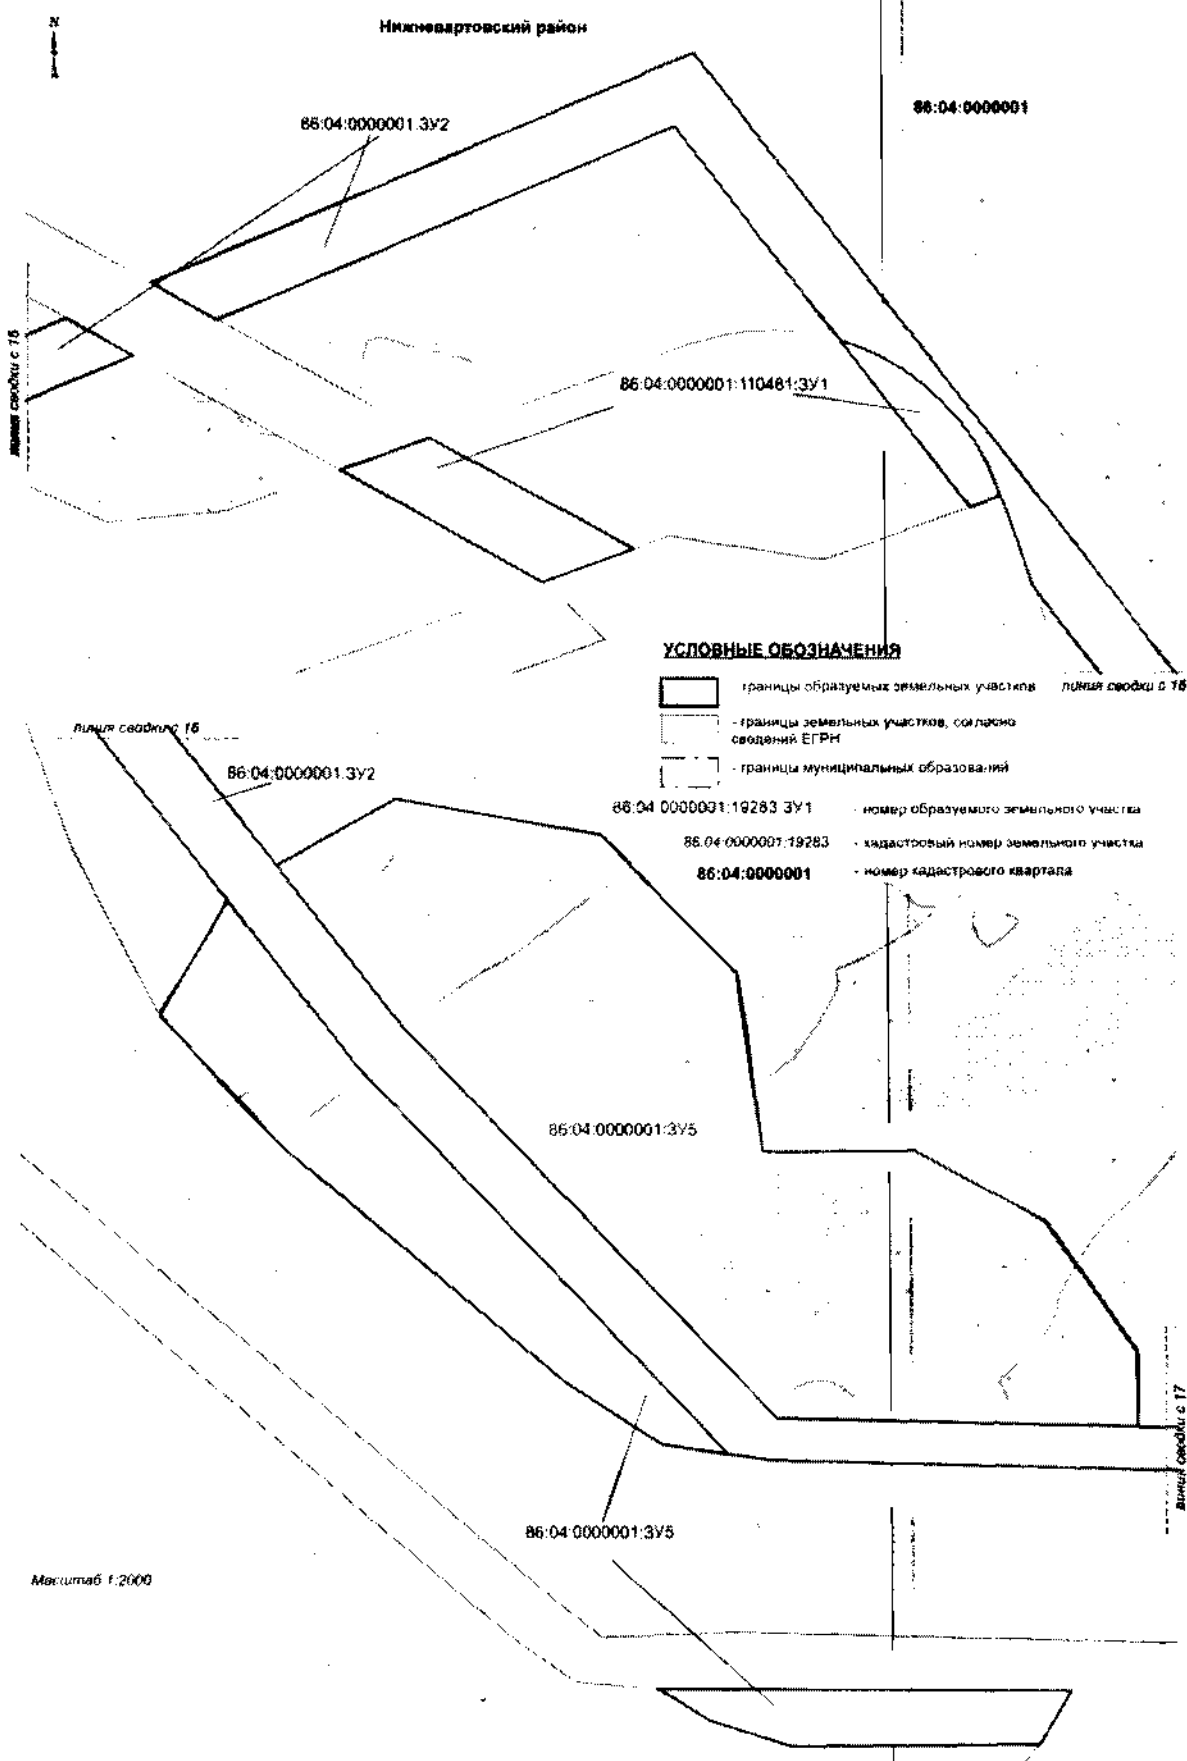 N
Нижневартовский район
86:04:0000001
86:04:0000001:ЗУ2
линия сводки с 15
86:04:0000001:110481:ЗУ1
УСЛОВНЫЕ ОБОЗНАЧЕНИЯ
- границы образуемых земельных участков
линия сводки с 16
- границы земельных участков, согласно
сведений ЕГРН
- границы муниципальных образований
86:04:0000001:19283:ЗУ1 - номер образуемого земельного участка
86:04:0000001:19283 - кадастровый номер земельного участка
86:04:0000001 - номер кадастрового квартала
линия сводки с 16
86:04:0000001:ЗУ2
86:04:0000001:ЗУ5
линия сводки с 17
86:04:0000001:ЗУ5
Масштаб 1:2000